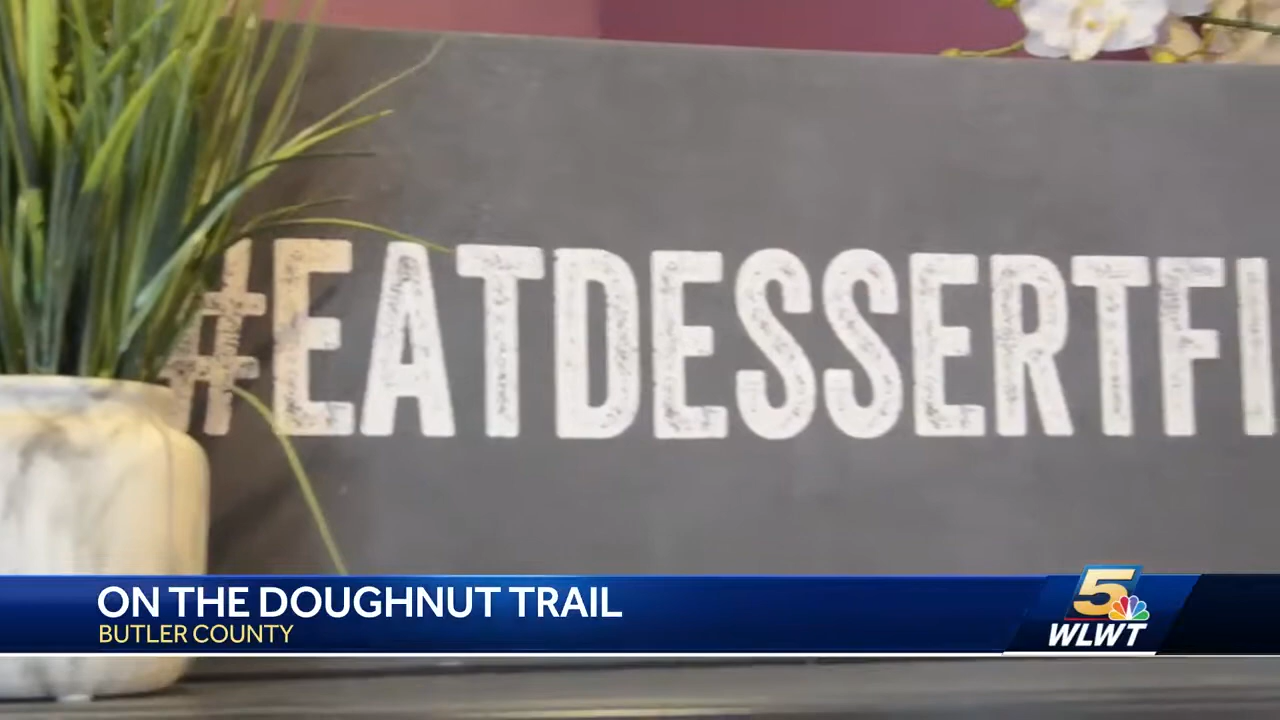 #EATDESSERTFI
ON THE DOUGHNUT TRAIL
BUTLER COUNTY
5
WLWT